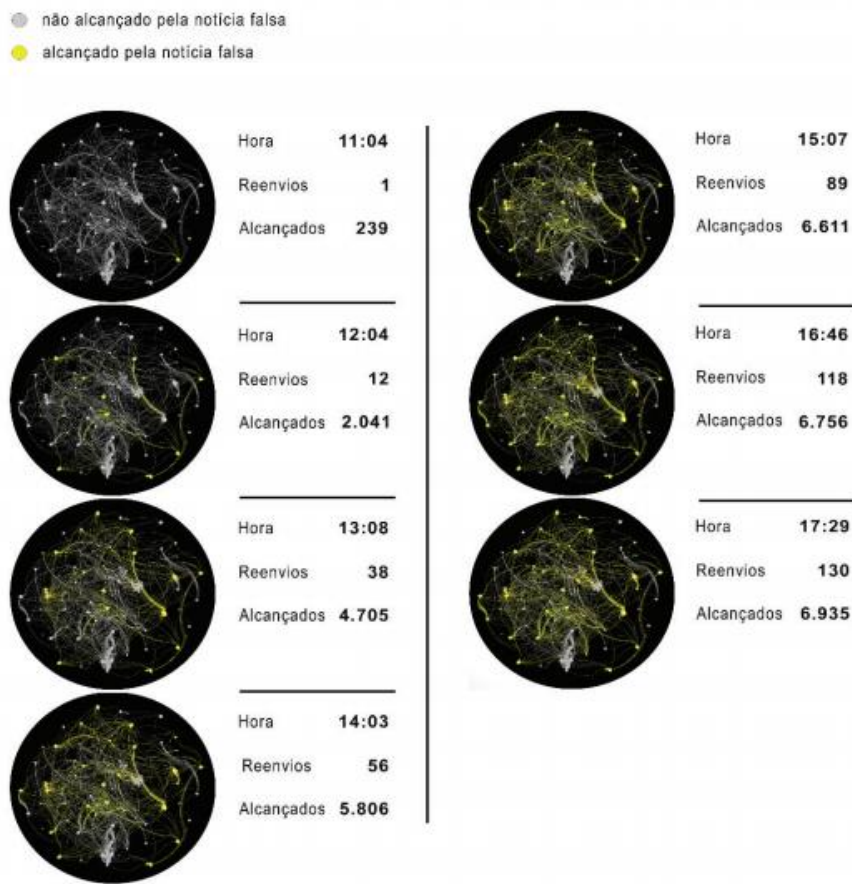 não alcançado pela notícia falsa
alcançado pela notícia falsa
Hora 11:04
Reenvios 1
Alcançados 239
Hora 12:04
Reenvios 12
Alcançados 2.041
Hora 13:08
Reenvios 38
Alcançados 4.705
Hora 14:03
Reenvios 56
Alcançados 5.806
Hora 15:07
Reenvios 89
Alcançados 6.611
Hora 16:46
Reenvios 118
Alcançados 6.756
Hora 17:29
Reenvios 130
Alcançados 6.935